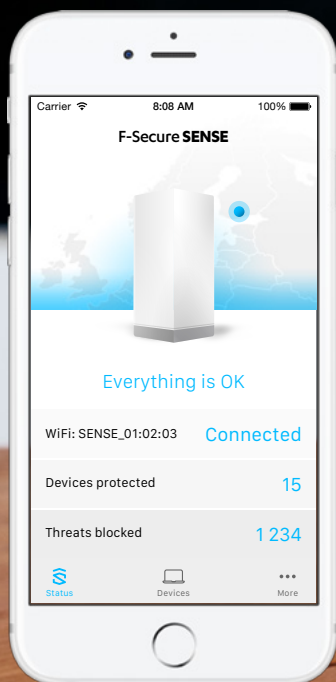 Carrier 8:08 AM 100%
F-Secure SENSE
Everything is OK
WiFi: SENSE_01:02:03 Connected
Devices protected 15
Threats blocked 1 234
Status Devices More